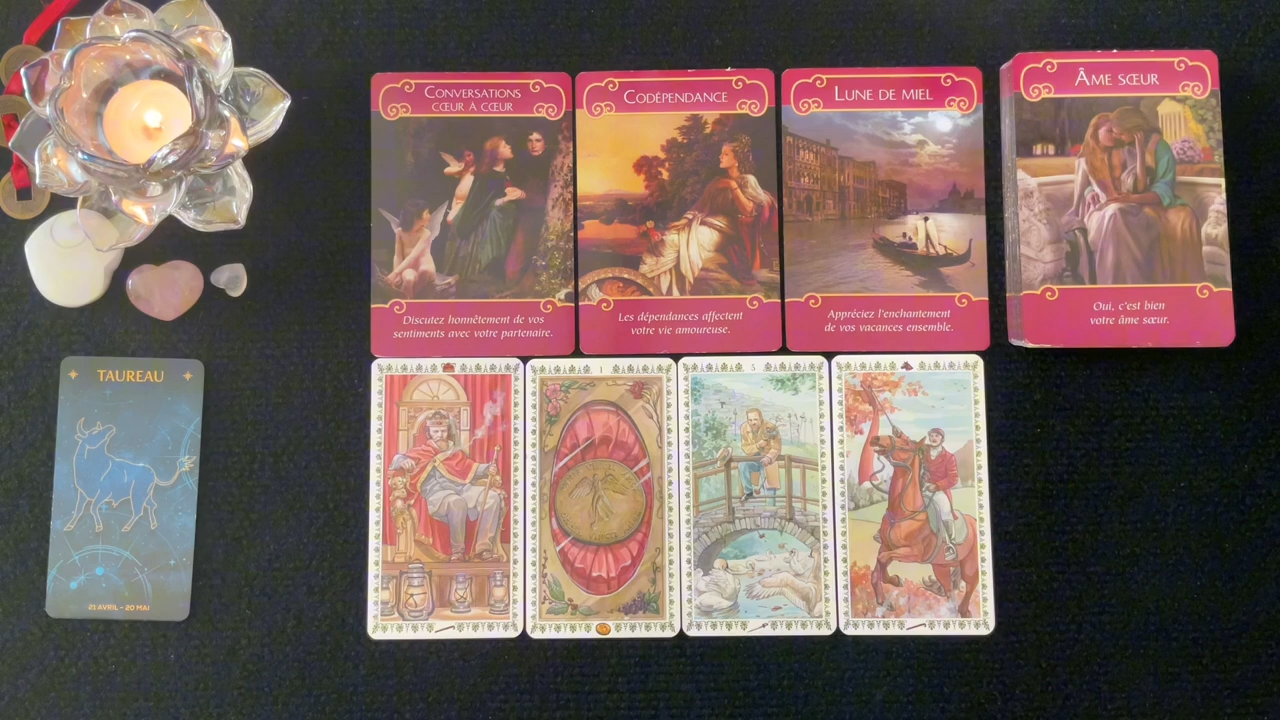 CONVERSATIONS
CŒUR À CŒUR
Discutez honnêtement de vos
sentiments avec votre partenaire.
CODÉPENDANCE
Les dépendances affectent
votre vie amoureuse.
LUNE DE MIEL
Appréciez l'enchantement
de vos vacances ensemble.
ÂME SŒUR
Oui, c'est bien
votre âme sœur.
TAUREAU
21 AVRIL - 20 MAI
1
5